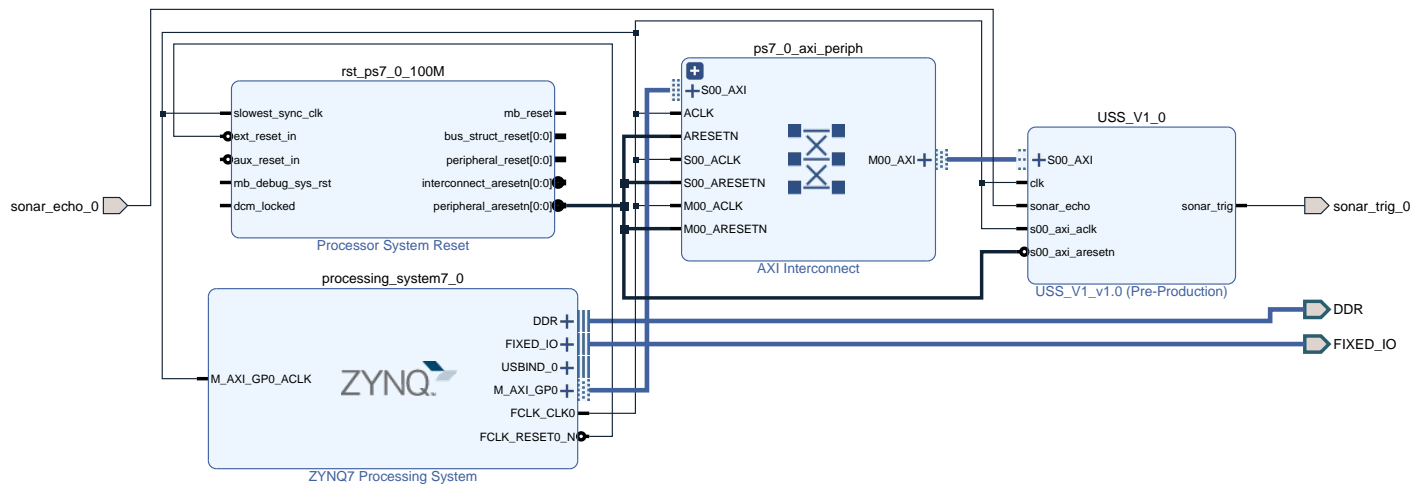 ps7_0_axi_periph
rst_ps7_0_100M
S00_AXI
slowest_sync_clk
mb_reset
ACLK
USS_V1_0
ext_reset_in
bus_struct_reset[0:0]
ARESETN
aux_reset_in
peripheral_reset[0:0]
S00_ACLK
M00_AXI
S00_AXI
mb_debug_sys_rst
interconnect_aresetn[0:0]
S00_ARESETN
clk
sonar_echo_0
dcm_locked
peripheral_aresetn[0:0]
M00_ACLK
sonar_echo
sonar_trig
sonar_trig_0
M00_ARESETN
s00_axi_aclk
Processor System Reset
s00_axi_aresetn
AXI Interconnect
processing_system7_0
USS_V1_v1.0 (Pre-Production)
DDR
DDR
FIXED_IO
FIXED_IO
USBIND_0
M_AXI_GP0_ACLK
ZYNQ
M_AXI_GP0
FCLK_CLK0
FCLK_RESET0_N
ZYNQ7 Processing System